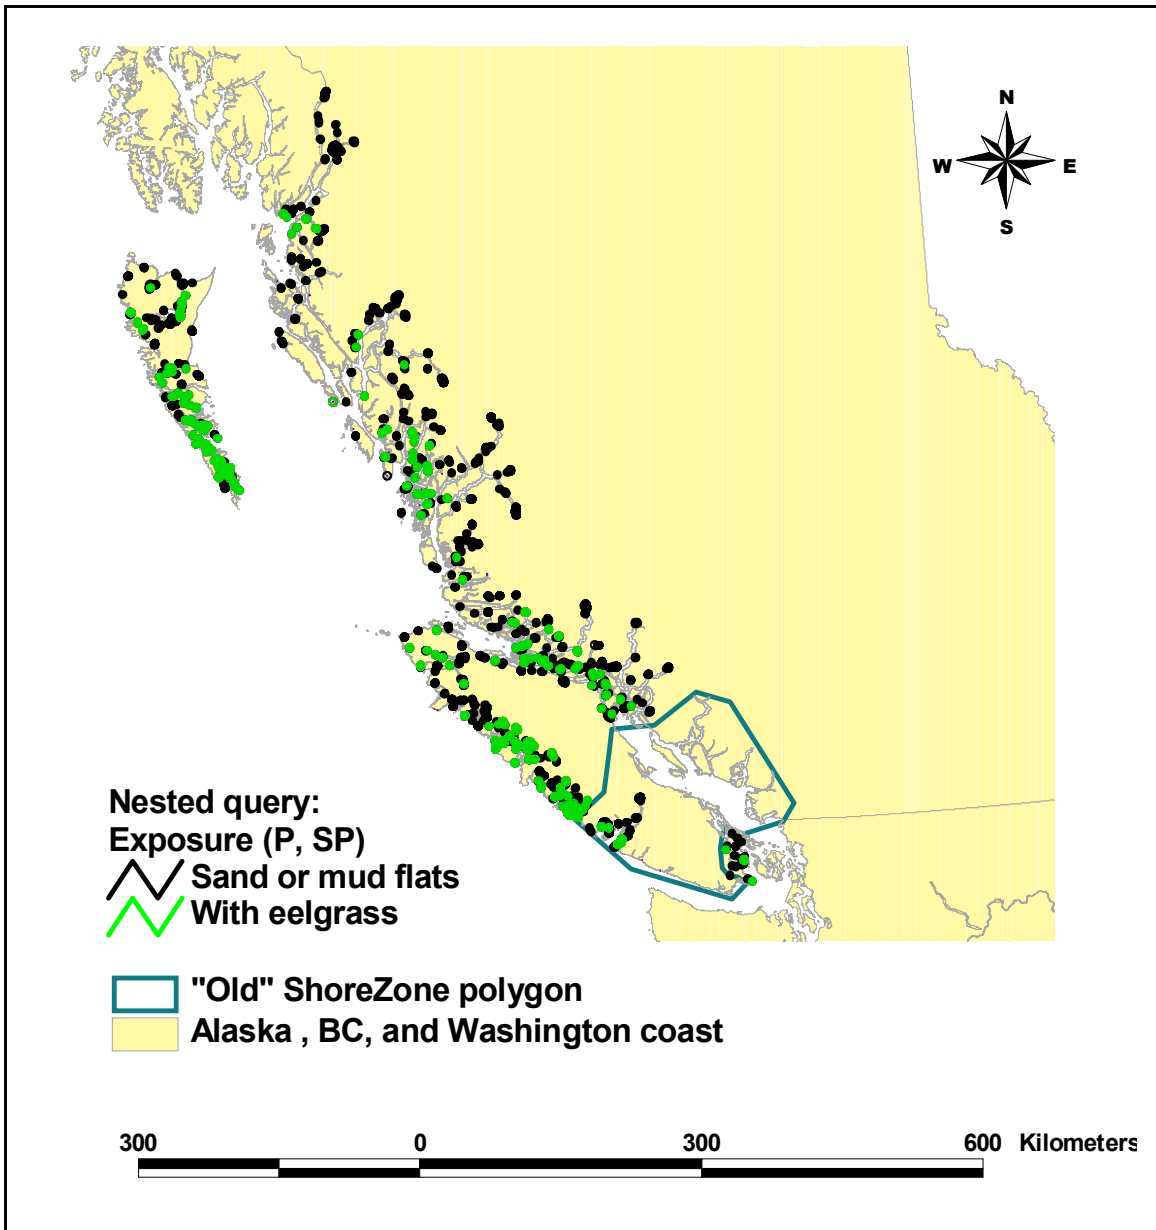 N
W E
S
Nested query:
Exposure (P, SP)
Sand or mud flats
With eelgrass
"Old" ShoreZone polygon
Alaska , BC, and Washington coast
300 0 300 600 Kilometers